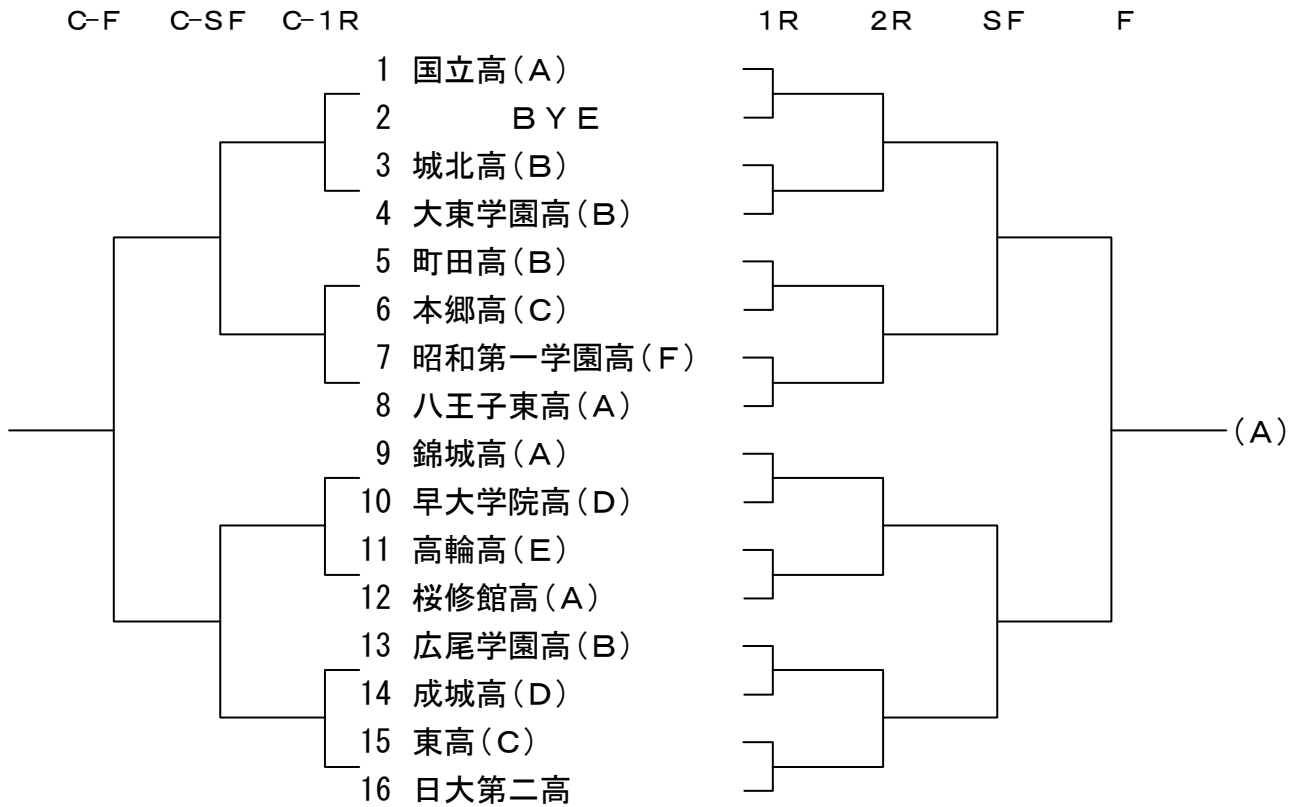 C-F C-SF C-1R 1R 2R SF F
1 国立高(A)
2 BYE
3 城北高(B)
4 大東学園高(B)
5 町田高(B)
6 本郷高(C)
7 昭和第一学園高(F)
8 八王子東高(A)
(A)
9 錦城高(A)
10 早大学院高(D)
11 高輪高(E)
12 桜修館高(A)
13 広尾学園高(B)
14 成城高(D)
15 東高(C)
16 日大第二高